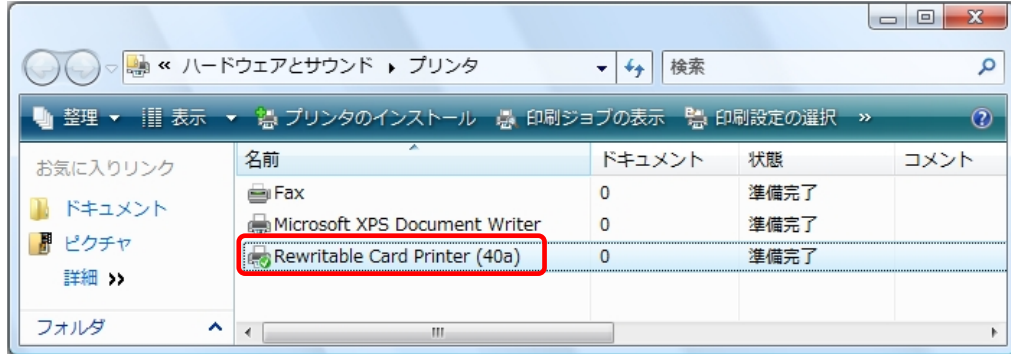 « ハードウェアとサウンド ▸ プリンタ 検索
整理 ▼ 表示 ▼ プリンタのインストール 印刷ジョブの表示 印刷設定の選択 »
お気に入りリンク
ドキュメント
ピクチャ
詳細 »
フォルダ
名前 ドキュメント 状態 コメント
Fax 0 準備完了
Microsoft XPS Document Writer 0 準備完了
Rewritable Card Printer (40a) 0 準備完了